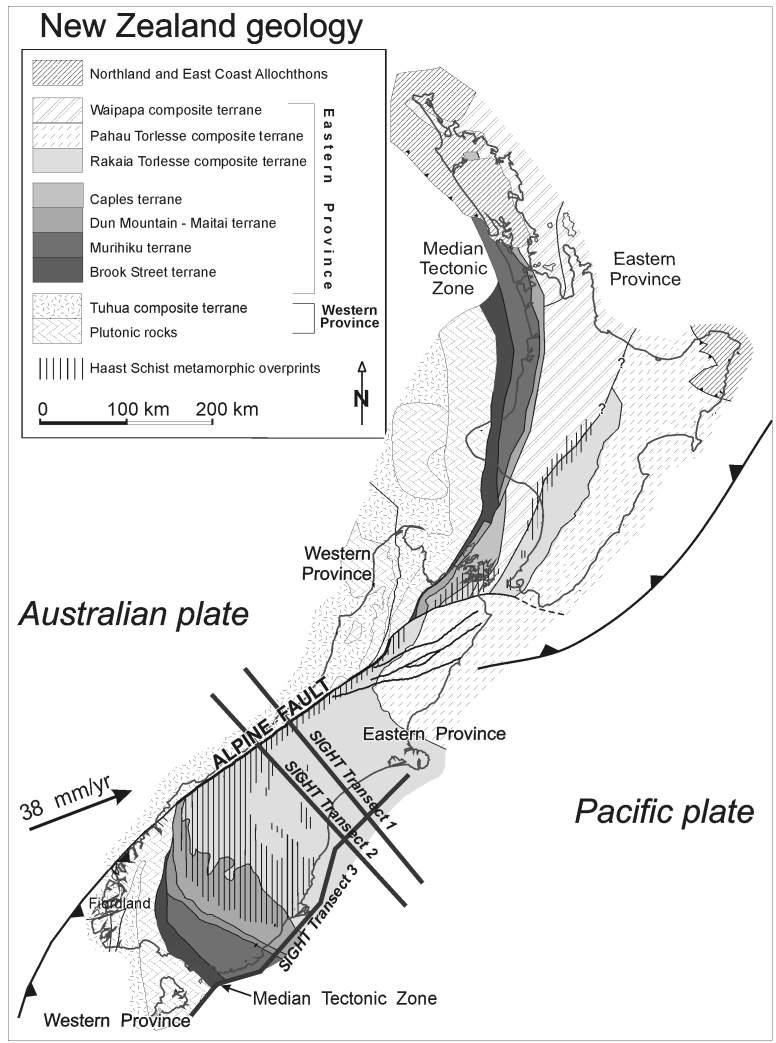 New Zealand geology
Northland and East Coast Allochthons
Waipapa composite terrane
Pahau Torlesse composite terrane
Rakaia Torlesse composite terrane
Caples terrane
Dun Mountain - Maitai terrane
Murihiku terrane
Brook Street terrane
Eastern Province
Tuhua composite terrane
Plutonic rocks
Western
Province
Haast Schist metamorphic overprints
0 100 km 200 km
N
Median
Tectonic
Zone
Eastern
Province
?
?
Western
Province
Australian plate
ALPINE FAULT
Eastern Province
SIGHT Transect 1
SIGHT Transect 2
38 mm/yr
Pacific plate
Fiordland
SIGHT Transect 3
Median Tectonic Zone
Western Province